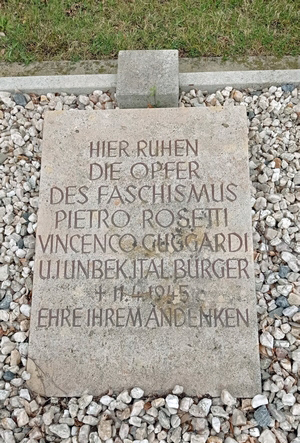 HIER RUHEN
DIE OPFER
DES FASCHISMUS
PIETRO ROSETTI
VINCENCO GUGGARDI
U.1 UNBEK.ITAL BÜRGER
+ 11.4.1945
EHRE IHREM ANDENKEN